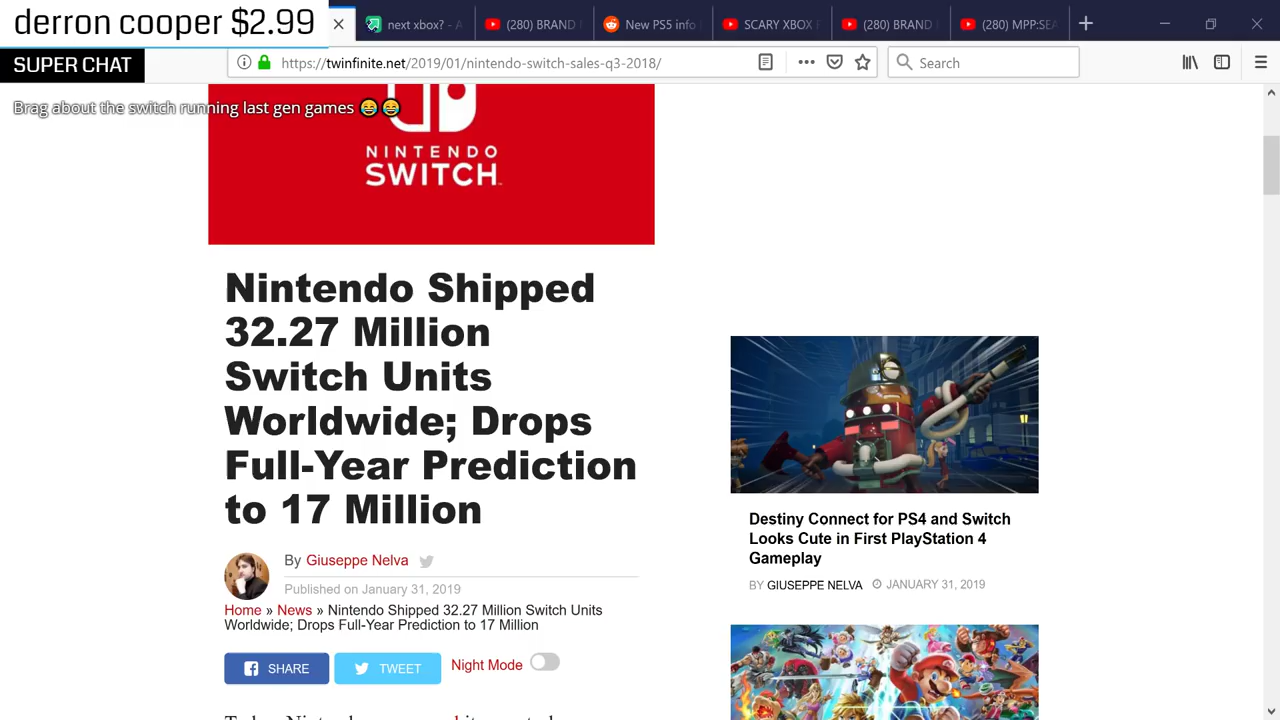 derron cooper $2.99
SUPER CHAT
Brag about the switch running last gen games 😂😂
next xbox? - A
(280) BRAND
New PS5 info
SCARY XBOX
(280) BRAND
(280) MPP:SEA
https://twinfinite.net/2019/01/nintendo-switch-sales-q3-2018/
Search
NINTENDO
SWITCH
Nintendo Shipped
32.27 Million
Switch Units
Worldwide; Drops
Full-Year Prediction
to 17 Million
By Giuseppe Nelva
Published on January 31, 2019
Home » News » Nintendo Shipped 32.27 Million Switch Units
Worldwide; Drops Full-Year Prediction to 17 Million
SHARE
TWEET
Night Mode
Destiny Connect for PS4 and Switch
Looks Cute in First PlayStation 4
Gameplay
BY GIUSEPPE NELVA
JANUARY 31, 2019